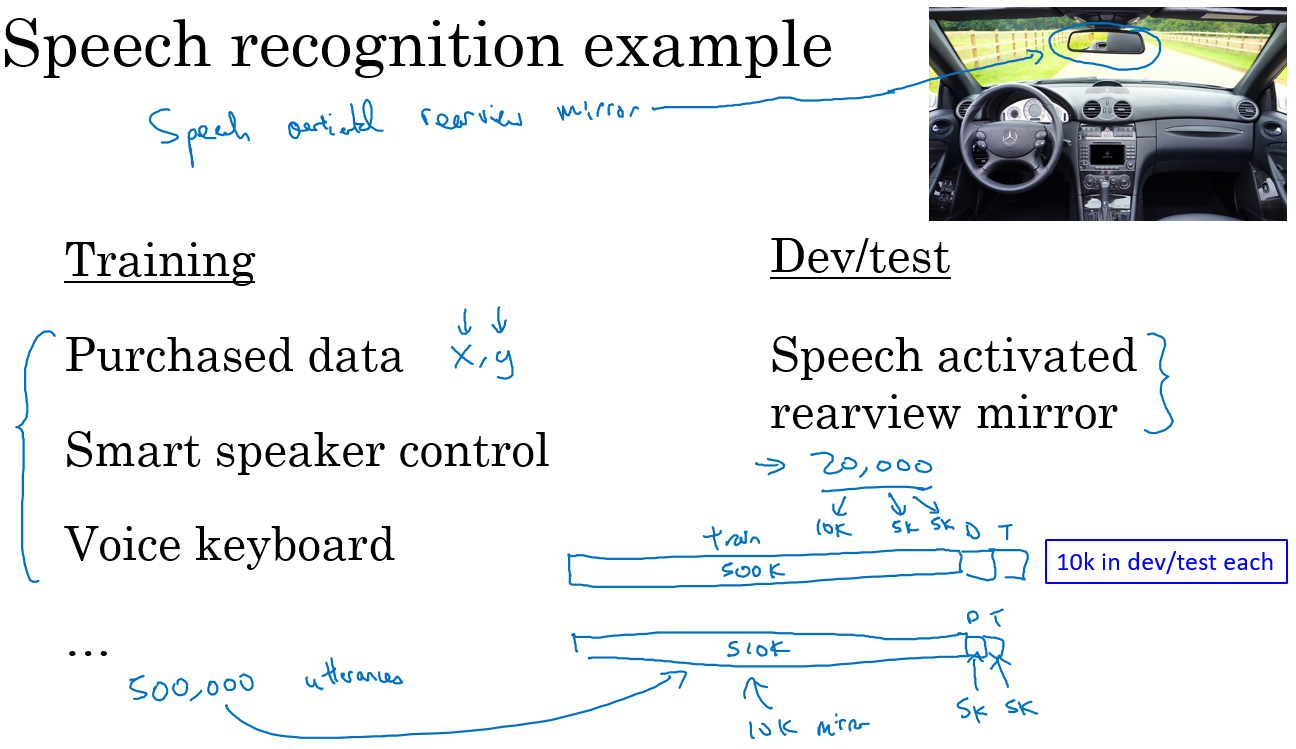 Speech recognition example
Speech rearview mirror
Training
Dev/test
Purchased data x, y
Speech activated
rearview mirror
Smart speaker control
20,000
10K 5K 5K
Voice keyboard
train D T
500K
10k in dev/test each
...
D T
510K
500,000 utterances
5K 5K
10K mirror